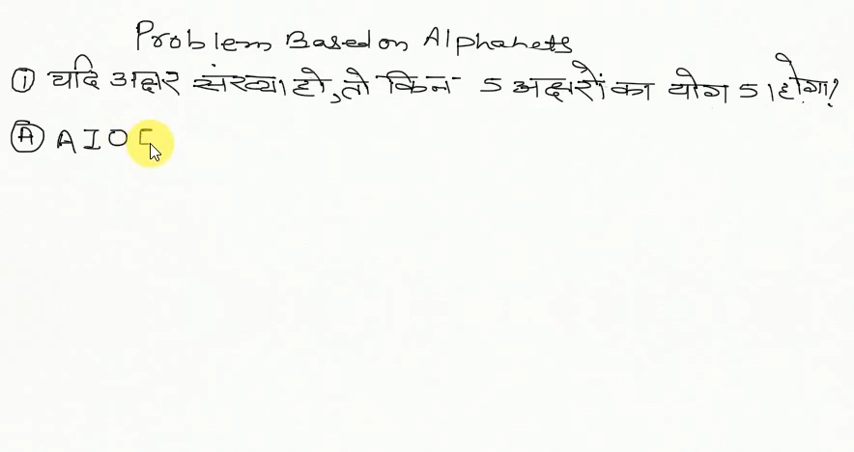 Problem Based on Alphabets
① यदि अक्षर संख्या हो, तो किन 5 अक्षरों का योग 51 होगा?
Ⓐ A I O